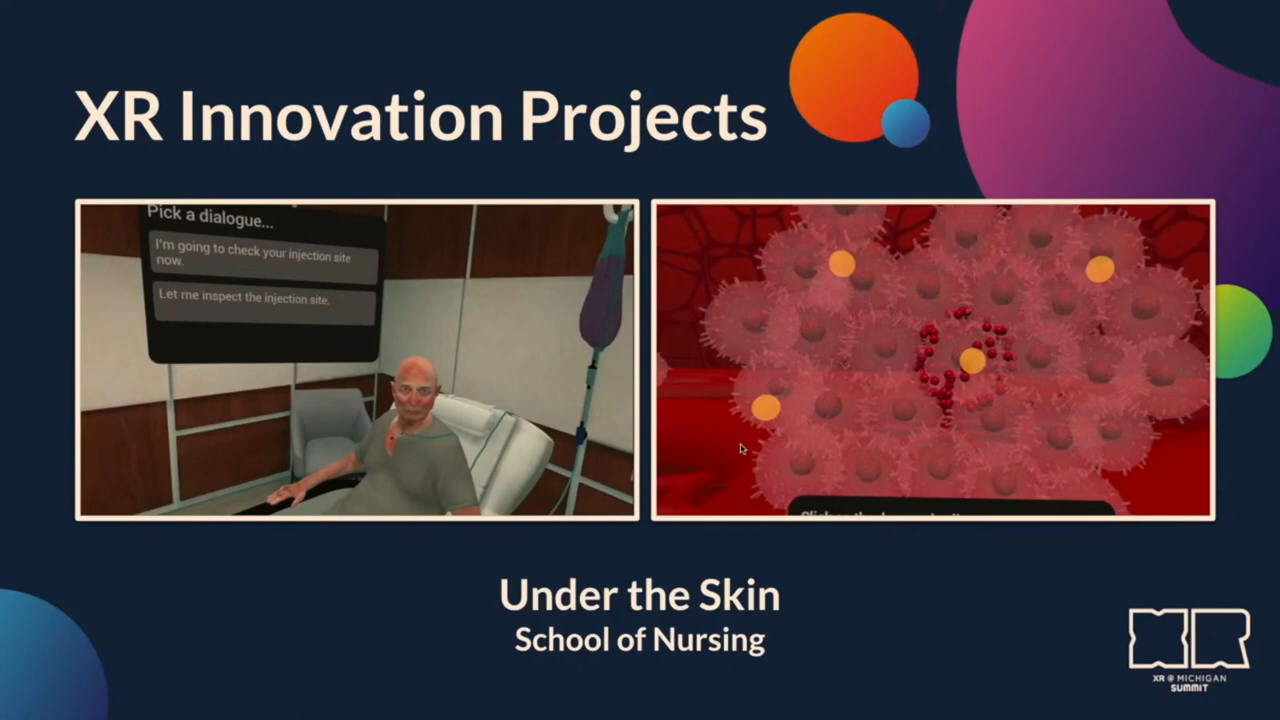 XR Innovation Projects
Pick a dialogue...
I'm going to check your injection site
now.
Let me inspect the injection site.
Under the Skin
School of Nursing
XR
XR @ MICHIGAN
SUMMIT